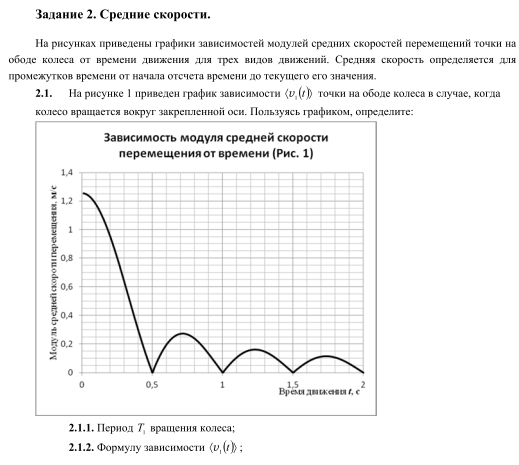 Задание 2. Средние скорости.
На рисунках приведены графики зависимостей модулей средних скоростей перемещений точки на
ободе колеса от времени движения для трех видов движений. Средняя скорость определяется для
промежутков времени от начала отсчета времени до текущего его значения.
2.1. На рисунке 1 приведен график зависимости ⟨v₁(t)⟩ точки на ободе колеса в случае, когда
колесо вращается вокруг закрепленной оси. Пользуясь графиком, определите:
Зависимость модуля средней скорости
перемещения от времени (Рис. 1)
Модуль средней скороти перемещения, м/с
1,4
1,2
1
0,8
0,6
0,4
0,2
0
0 0,5 1 1,5 2
Время движения t, с
2.1.1. Период T₁ вращения колеса;
2.1.2. Формулу зависимости ⟨v₁(t)⟩;